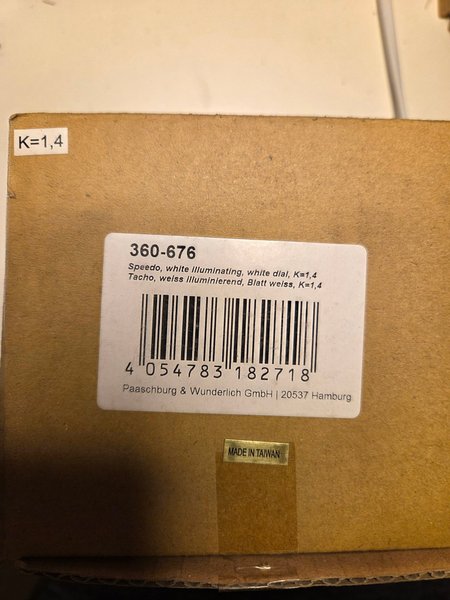 K=1,4
360-676
Speedo, white illuminating, white dial, K=1,4
Tacho, weiss illuminierend, Blatt weiss, K=1,4
4 054783 182718
Paaschburg & Wunderlich GmbH | 20537 Hamburg
MADE IN TAIWAN